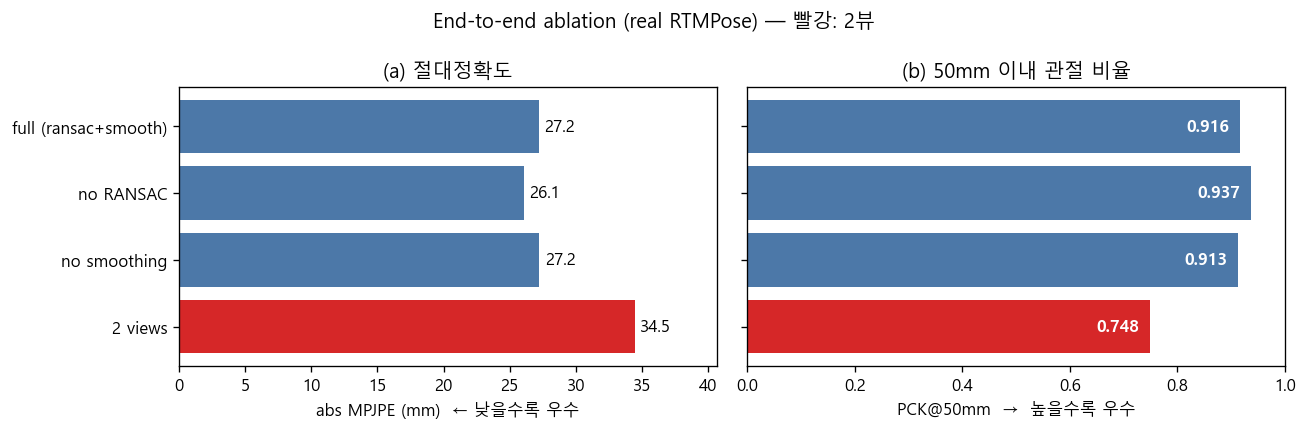 End-to-end ablation (real RTMPose) — 빨강: 2뷰
(a) 절대정확도
full (ransac+smooth)
27.2
no RANSAC
26.1
no smoothing
27.2
2 views
34.5
0 5 10 15 20 25 30 35 40
abs MPJPE (mm) ← 낮을수록 우수
(b) 50mm 이내 관절 비율
0.916
0.937
0.913
0.748
0.0 0.2 0.4 0.6 0.8 1.0
PCK@50mm → 높을수록 우수